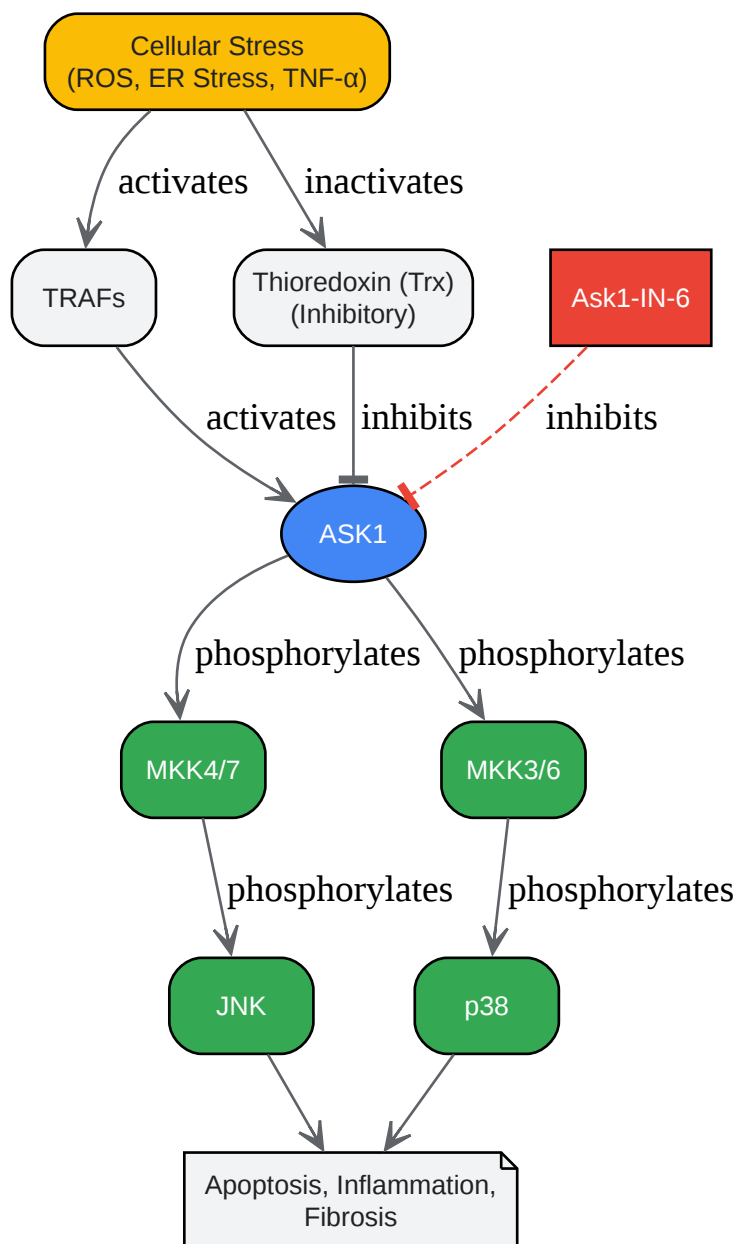 Cellular Stress
(ROS, ER Stress, TNF-α)
activates
inactivates
TRAFs
Thioredoxin (Trx)
(Inhibitory)
Ask1-IN-6
activates
inhibits
inhibits
ASK1
phosphorylates
phosphorylates
MKK4/7
MKK3/6
phosphorylates
phosphorylates
JNK
p38
Apoptosis, Inflammation,
Fibrosis